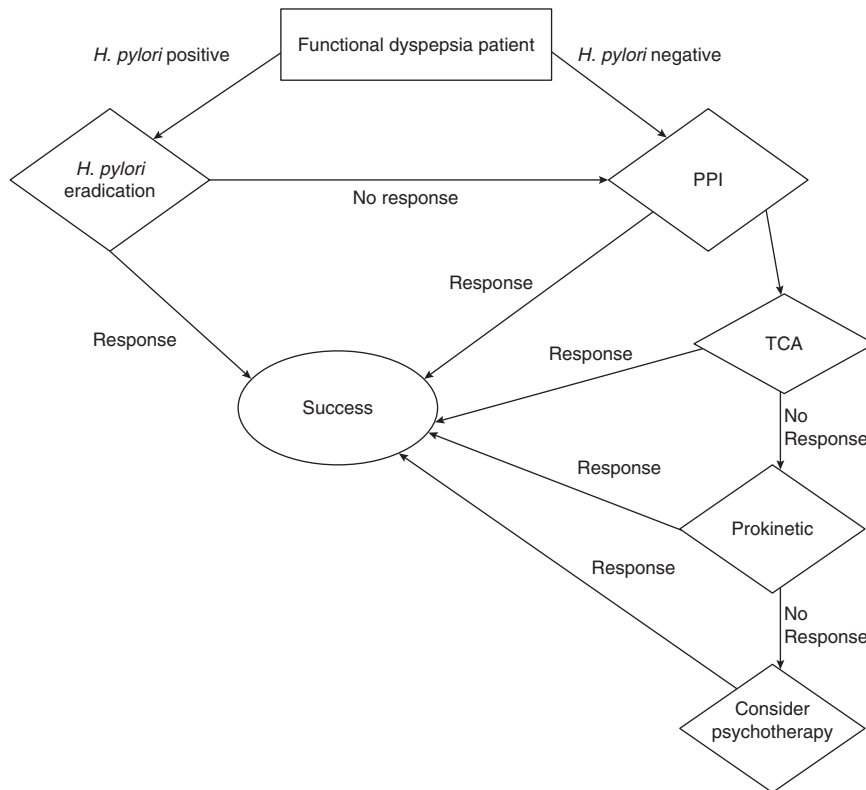 Functional dyspepsia patient
H. pylori positive
H. pylori negative
H. pylori
eradication
PPI
No response
Response
Response
TCA
Response
Success
No
Response
Response
Prokinetic
Response
No
Response
Consider
psychotherapy